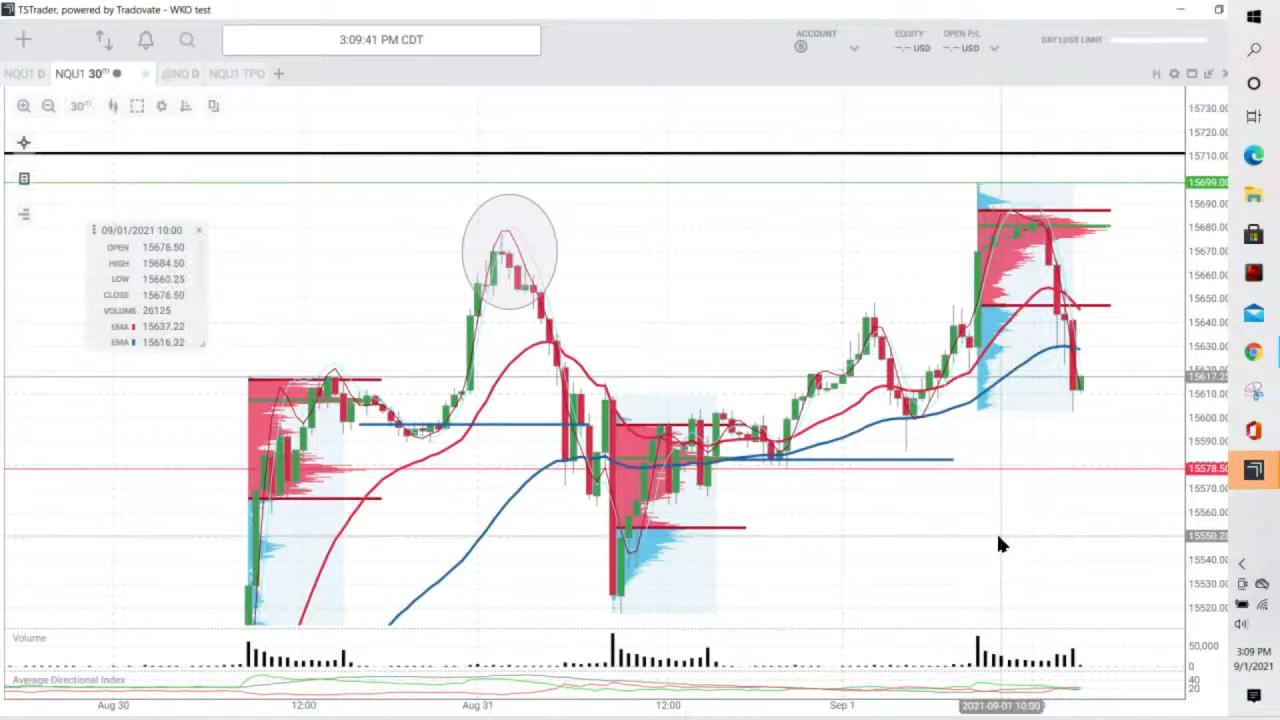 TSTrader, powered by Tradovate - WKO test
3:09:41 PM CDT
ACCOUNT
EQUITY
-.-- USD
OPEN P/L
-.-- USD
DAY LOSS LIMIT
NQU1 D
NQU1 30m
@NQ D
NQU1 TPO
30m
09/01/2021 10:00
OPEN 15676.50
HIGH 15684.50
LOW 15660.25
CLOSE 15676.50
VOLUME 26125
EMA 15637.22
EMA 15616.32
15730.00
15720.00
15710.00
15699.00
15690.00
15680.00
15670.00
15660.00
15650.00
15640.00
15630.00
15617.25
15610.00
15600.00
15590.00
15578.50
15570.00
15560.00
15550.25
15540.00
15530.00
15520.00
Volume
50,000
0
Average Directional Index
40
20
Aug 30
12:00
Aug 31
12:00
Sep 1
2021-09-01 10:00
3:09 PM
9/1/2021